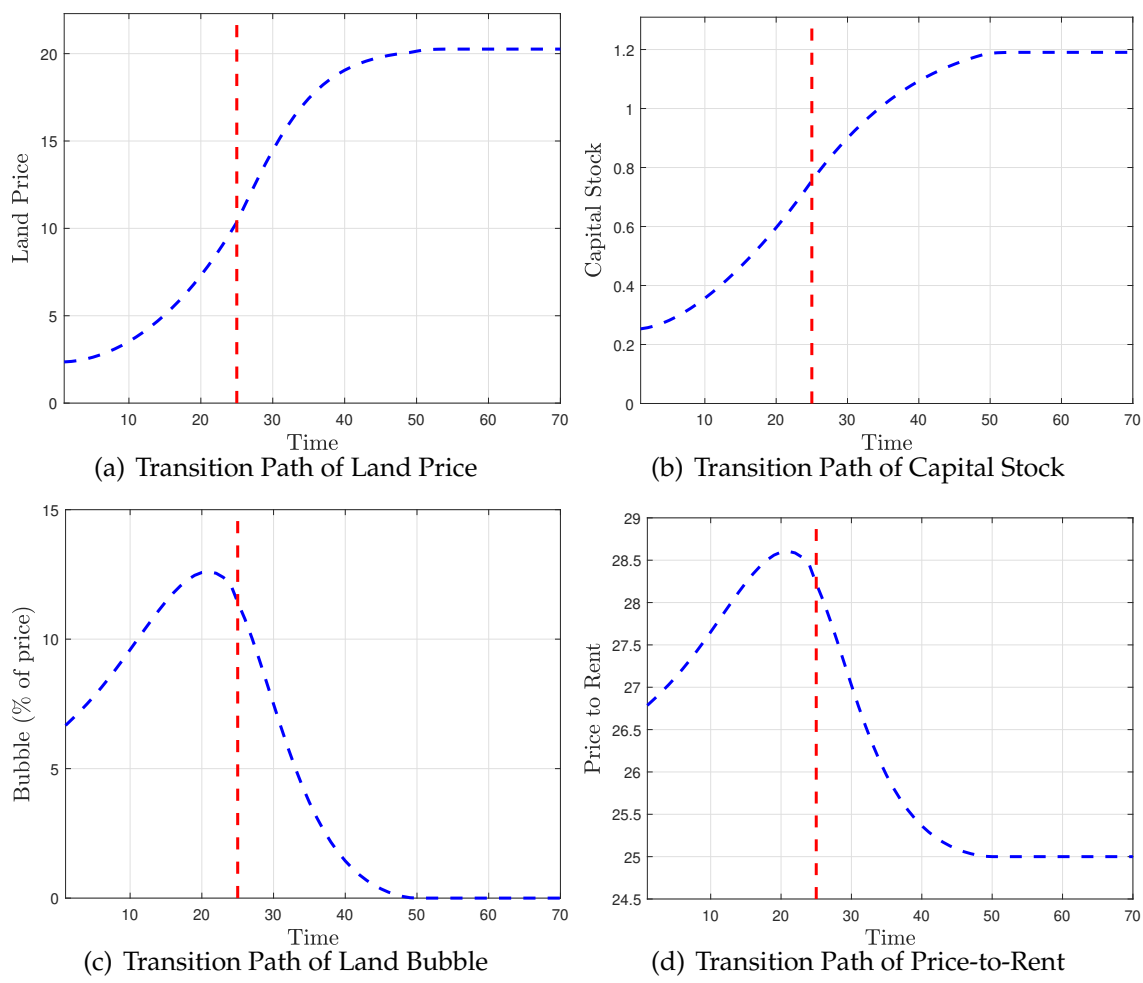 20
15
10
5
0
Land Price
10 20 30 40 50 60 70
Time
(a) Transition Path of Land Price
1.2
1
0.8
0.6
0.4
0.2
0
Capital Stock
10 20 30 40 50 60 70
Time
(b) Transition Path of Capital Stock
15
10
5
0
Bubble (% of price)
10 20 30 40 50 60 70
Time
(c) Transition Path of Land Bubble
29
28.5
28
27.5
27
26.5
26
25.5
25
24.5
Price to Rent
10 20 30 40 50 60 70
Time
(d) Transition Path of Price-to-Rent